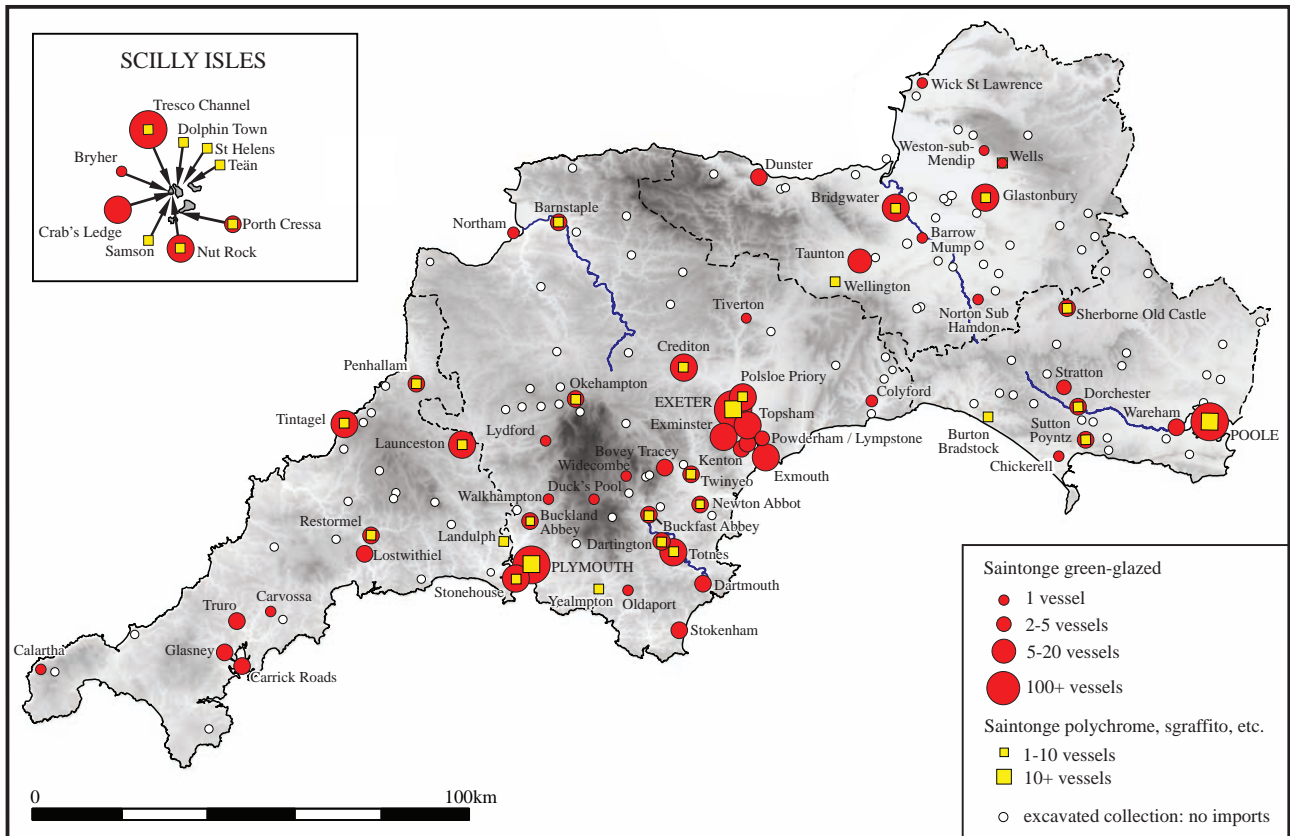 SCILLY ISLES
Tresco Channel
Dolphin Town
St Helens
Teän
Bryher
Crab's Ledge
Samson
Nut Rock
Porth Cressa
Wick St Lawrence
Weston-sub-
Mendip
Wells
Dunster
Bridgwater
Glastonbury
Northam
Barnstaple
Barrow
Mump
Taunton
Wellington
Tiverton
Norton Sub
Hamdon
Sherborne Old Castle
Crediton
Penhallam
Okehampton
Polsloe Priory
Stratton
EXETER
Colyford
Dorchester
Tintagel
Topsham
Wareham
Exminster
Sutton
Poyntz
POOLE
Launceston
Lydford
Powderham / Lympstone
Burton
Bradstock
Bovey Tracey
Kenton
Chickerell
Widecombe
Exmouth
Twinyeo
Walkhampton
Duck's Pool
Newton Abbot
Restormel
Landulph
Buckland
Abbey
Buckfast Abbey
Dartington
Lostwithiel
Totnes
PLYMOUTH
Stonehouse
Yealmpton
Oldaport
Dartmouth
Truro
Carvossa
Stokenham
Glasney
Calartha
Carrick Roads
Saintonge green-glazed
1 vessel
2-5 vessels
5-20 vessels
100+ vessels
Saintonge polychrome, sgraffito, etc.
1-10 vessels
10+ vessels
excavated collection: no imports
0
100km